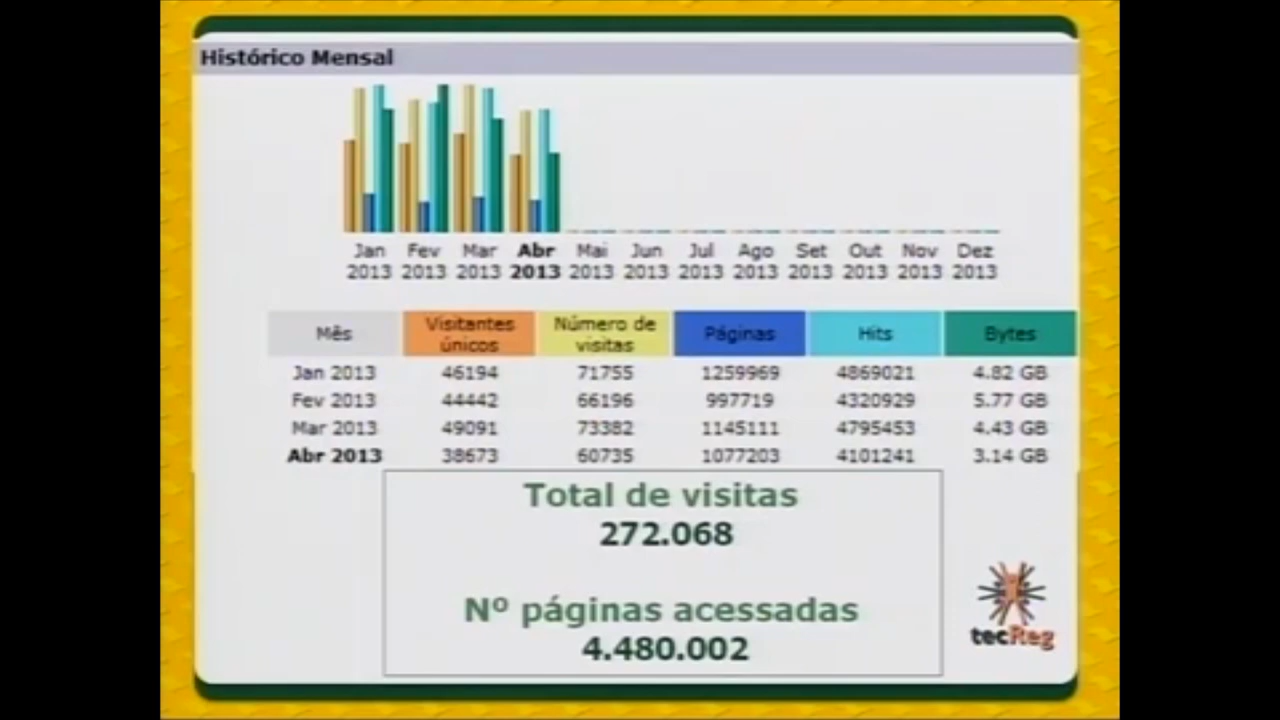 Histórico Mensal
Jan Fev Mar Abr Mai Jun Jul Ago Set Out Nov Dez
2013 2013 2013 2013 2013 2013 2013 2013 2013 2013 2013 2013
Mês Visitantes únicos Número de visitas Páginas Hits Bytes
Jan 2013 46194 71755 1259969 4869021 4.82 GB
Fev 2013 44442 66196 997719 4320929 5.77 GB
Mar 2013 49091 73382 1145111 4795453 4.43 GB
Abr 2013 38673 60735 1077203 4101241 3.14 GB
Total de visitas
272.068
Nº páginas acessadas
4.480.002
tecReg